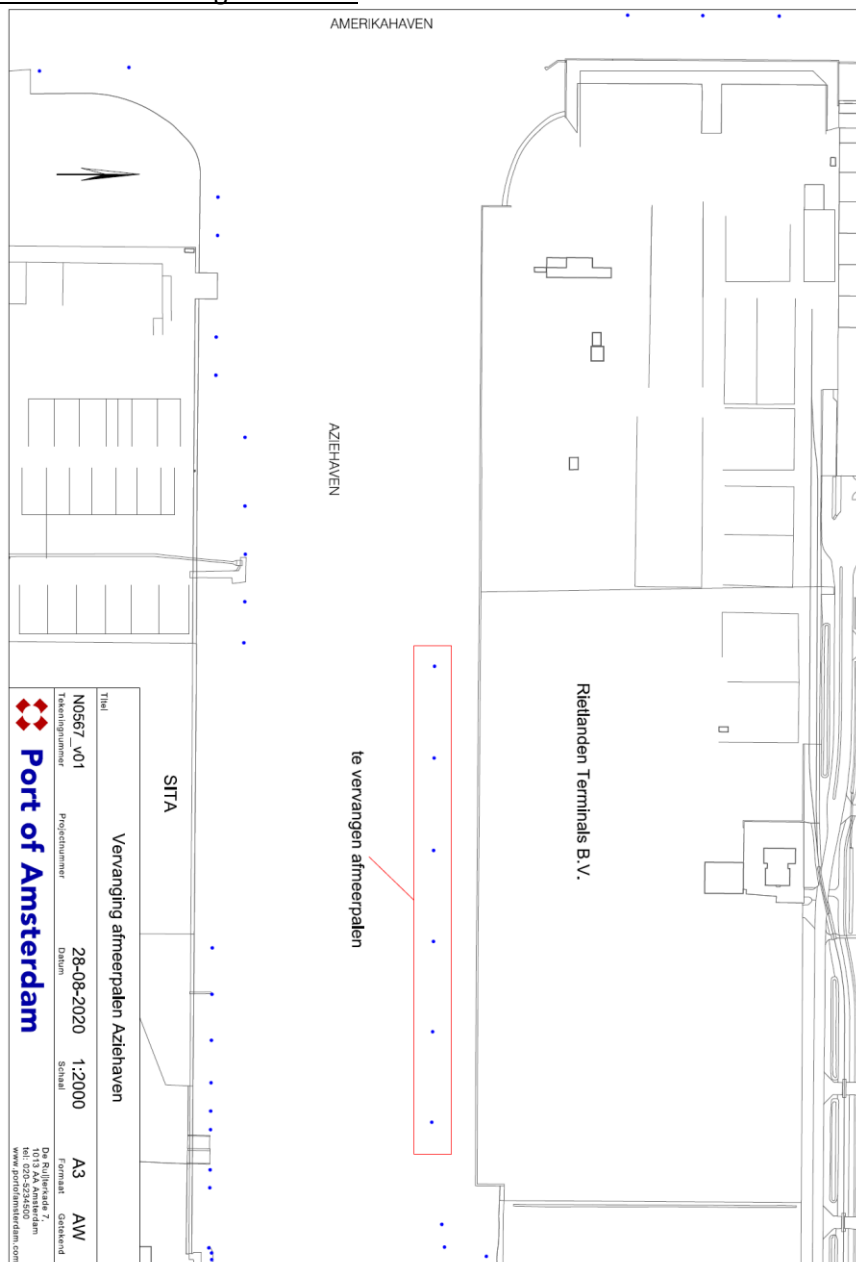 AMERIKAHAVEN
AZIEHAVEN
Rietlanden Terminals B.V.
te vervangen afmeerpalen
SITA
Titel
Vervanging afmeerpalen Aziehaven
N0567_v01
28-08-2020
1:2000
A3
AW
Tekeningnummer
Projectnummer
Datum
Schaal
Formaat
Getekend
Port of Amsterdam
De Ruijterkade 7,
1013 AA Amsterdam
tel: 020-5234500
www.portofamsterdam.com